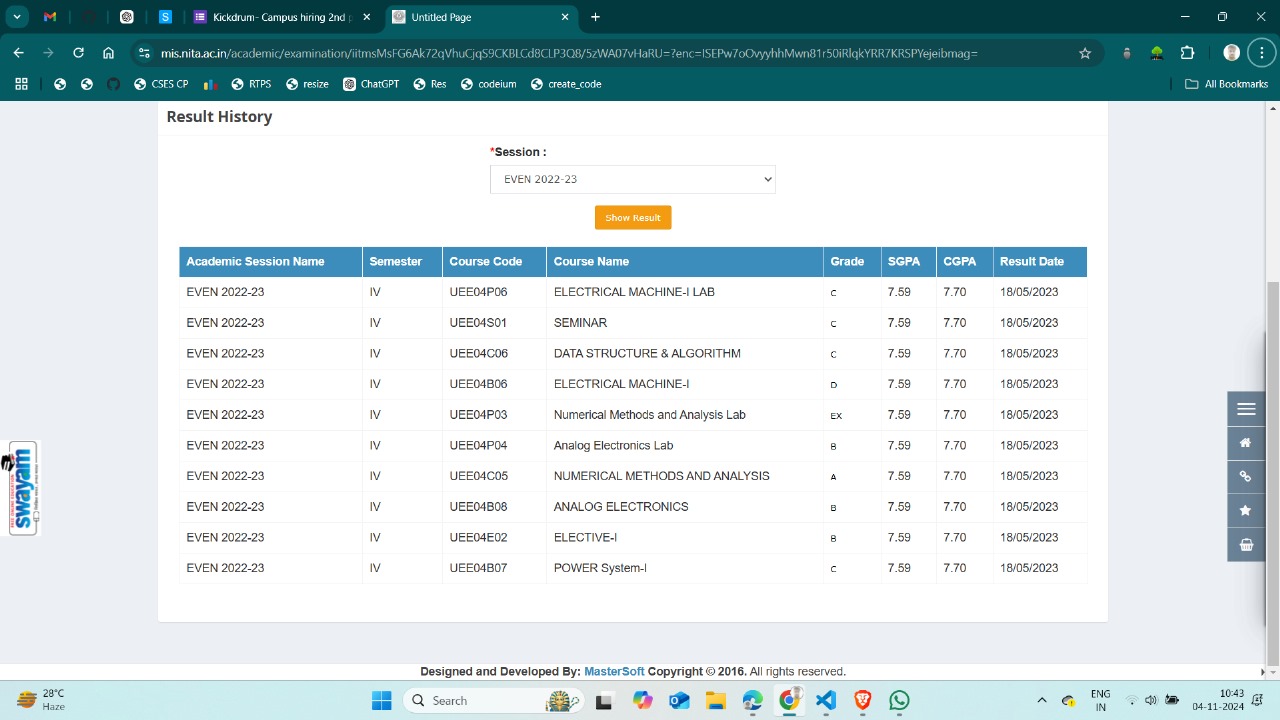 Kickdrum- Campus hiring 2nd p
Untitled Page
mis.nita.ac.in/academic/examination/iitmsMsFG6Ak72qVhuCjqS9CKBLCd8CLP3Q8/5zWA07vHaRU=?enc=ISEPw7oOvyyhhMwn81r50iRlqkYRR7KRSPYejeibmag=
CSES CP RTPS resize ChatGPT Res codeium create_code All Bookmarks
Result History
*Session :
EVEN 2022-23
Show Result
Academic Session Name Semester Course Code Course Name Grade SGPA CGPA Result Date
EVEN 2022-23 IV UEE04P06 ELECTRICAL MACHINE-I LAB C 7.59 7.70 18/05/2023
EVEN 2022-23 IV UEE04S01 SEMINAR C 7.59 7.70 18/05/2023
EVEN 2022-23 IV UEE04C06 DATA STRUCTURE & ALGORITHM C 7.59 7.70 18/05/2023
EVEN 2022-23 IV UEE04B06 ELECTRICAL MACHINE-I D 7.59 7.70 18/05/2023
EVEN 2022-23 IV UEE04P03 Numerical Methods and Analysis Lab EX 7.59 7.70 18/05/2023
EVEN 2022-23 IV UEE04P04 Analog Electronics Lab B 7.59 7.70 18/05/2023
EVEN 2022-23 IV UEE04C05 NUMERICAL METHODS AND ANALYSIS A 7.59 7.70 18/05/2023
EVEN 2022-23 IV UEE04B08 ANALOG ELECTRONICS B 7.59 7.70 18/05/2023
EVEN 2022-23 IV UEE04E02 ELECTIVE-I B 7.59 7.70 18/05/2023
EVEN 2022-23 IV UEE04B07 POWER System-I C 7.59 7.70 18/05/2023
swayam
Designed and Developed By: MasterSoft Copyright © 2016. All rights reserved.
28°C
Haze
Search
ENG
IN
10:43
04-11-2024